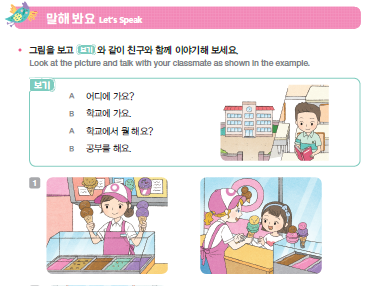 말해 봐요 Let's Speak
• 그림을 보고 보기 와 같이 친구와 함께 이야기해 보세요.
Look at the picture and talk with your classmate as shown in the example.
보기
A 어디에 가요?
B 학교에 가요.
A 학교에서 뭘 해요?
B 공부를 해요.
1